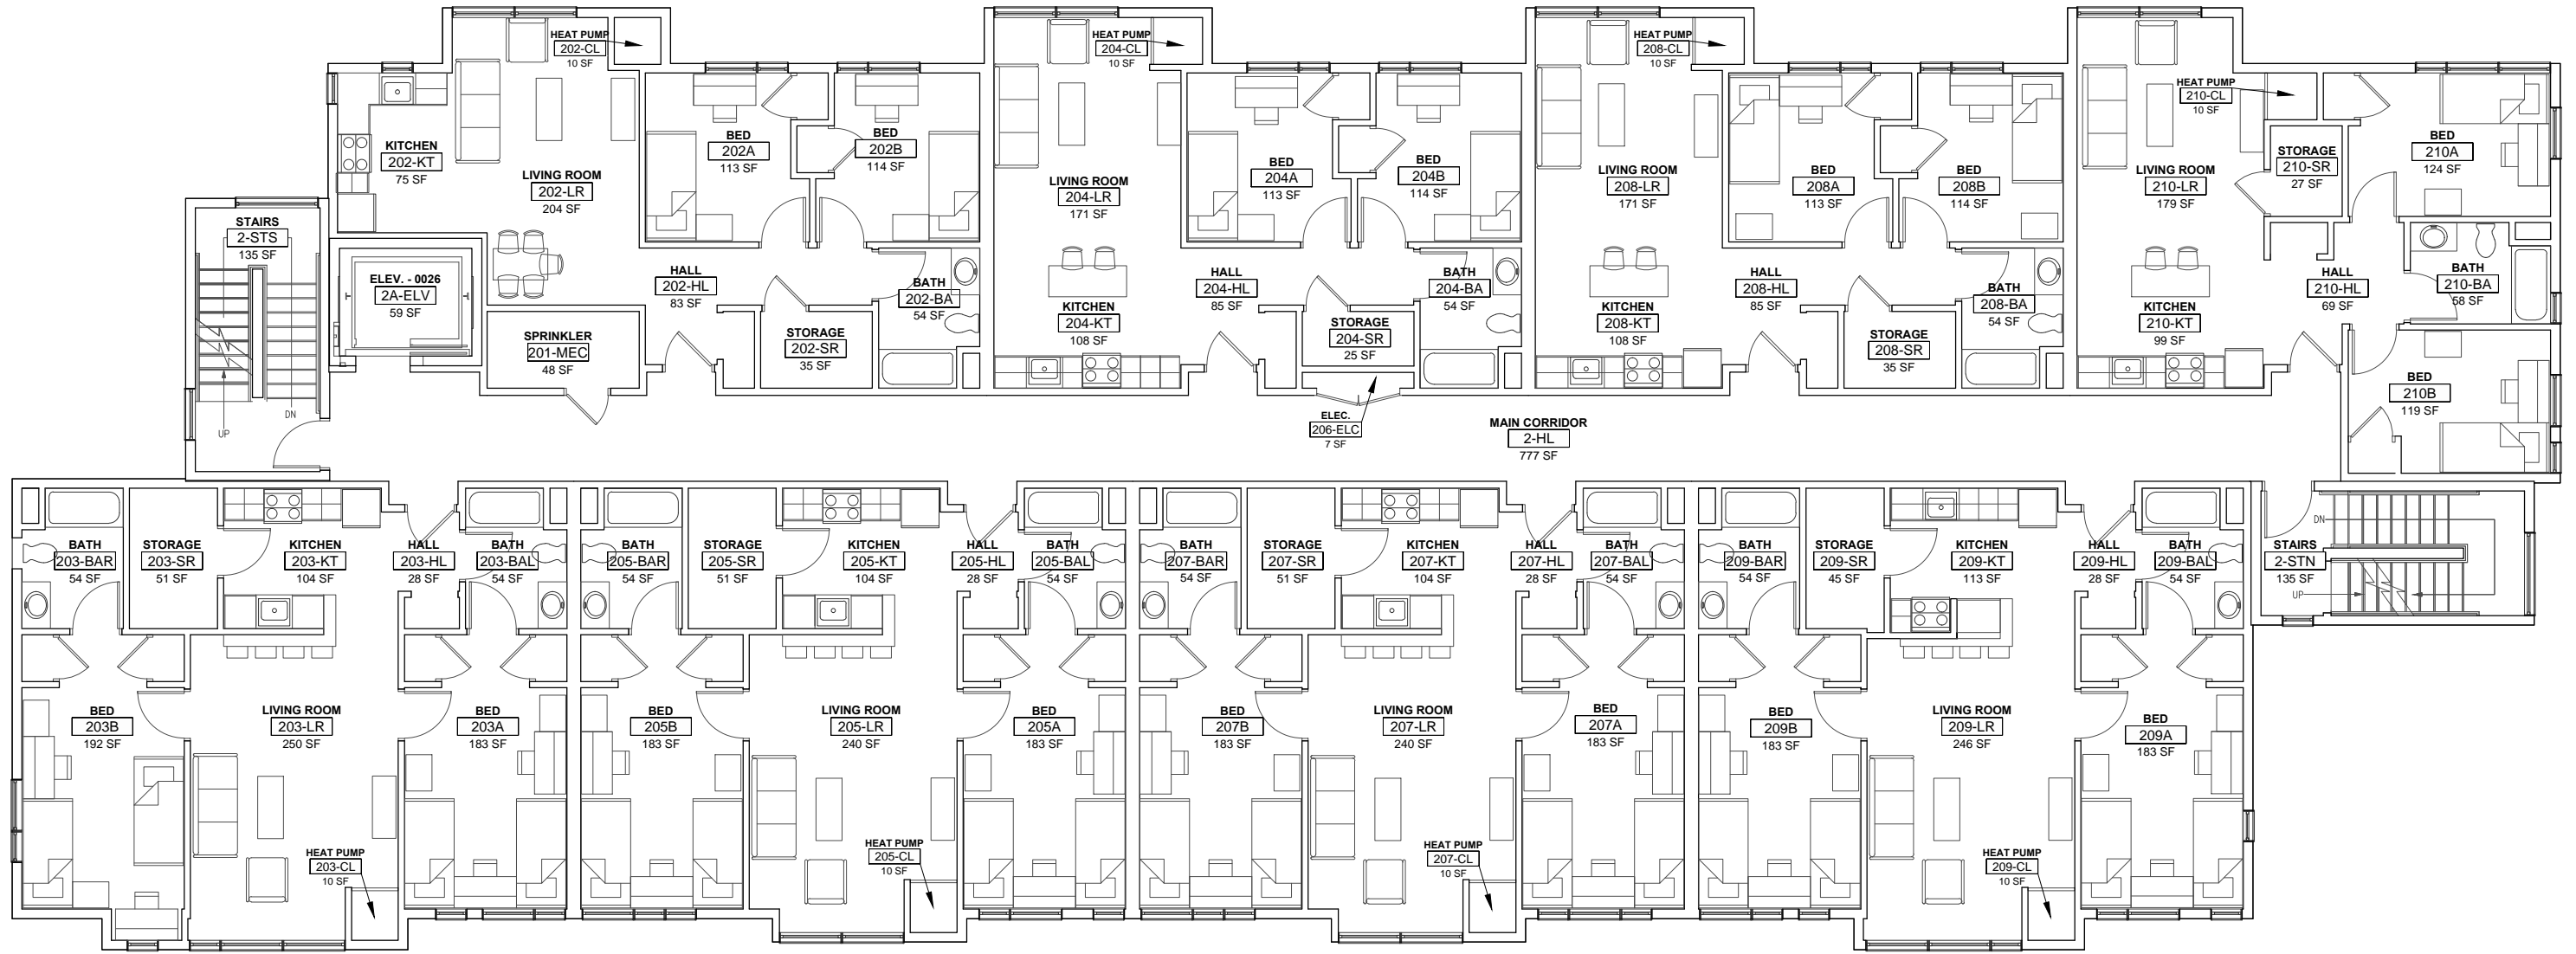 HEAT PUMP
202-CL
10 SF
KITCHEN
202-KT
75 SF
LIVING ROOM
202-LR
204 SF
BED
202A
113 SF
BED
202B
114 SF
HALL
202-HL
83 SF
BATH
202-BA
54 SF
STORAGE
202-SR
35 SF
STAIRS
2-STS
135 SF
DN
UP
ELEV. - 0026
2A-ELV
59 SF
SPRINKLER
201-MEC
48 SF
HEAT PUMP
204-CL
10 SF
LIVING ROOM
204-LR
171 SF
BED
204A
113 SF
BED
204B
114 SF
HALL
204-HL
85 SF
BATH
204-BA
54 SF
KITCHEN
204-KT
108 SF
STORAGE
204-SR
25 SF
ELEC.
206-ELC
7 SF
HEAT PUMP
208-CL
10 SF
LIVING ROOM
208-LR
171 SF
BED
208A
113 SF
BED
208B
114 SF
HALL
208-HL
85 SF
BATH
208-BA
54 SF
KITCHEN
208-KT
108 SF
STORAGE
208-SR
35 SF
HEAT PUMP
210-CL
10 SF
STORAGE
210-SR
27 SF
LIVING ROOM
210-LR
179 SF
BED
210A
124 SF
HALL
210-HL
69 SF
BATH
210-BA
58 SF
KITCHEN
210-KT
99 SF
BED
210B
119 SF
MAIN CORRIDOR
2-HL
777 SF
BATH
203-BAR
54 SF
STORAGE
203-SR
51 SF
KITCHEN
203-KT
104 SF
HALL
203-HL
28 SF
BATH
203-BAL
54 SF
BED
203B
192 SF
LIVING ROOM
203-LR
250 SF
BED
203A
183 SF
HEAT PUMP
203-CL
10 SF
BATH
205-BAR
54 SF
STORAGE
205-SR
51 SF
KITCHEN
205-KT
104 SF
HALL
205-HL
28 SF
BATH
205-BAL
54 SF
BED
205B
183 SF
LIVING ROOM
205-LR
240 SF
BED
205A
183 SF
HEAT PUMP
205-CL
10 SF
BATH
207-BAR
54 SF
STORAGE
207-SR
51 SF
KITCHEN
207-KT
104 SF
HALL
207-HL
28 SF
BATH
207-BAL
54 SF
BED
207B
183 SF
LIVING ROOM
207-LR
240 SF
BED
207A
183 SF
HEAT PUMP
207-CL
10 SF
BATH
209-BAR
54 SF
STORAGE
209-SR
45 SF
KITCHEN
209-KT
113 SF
HALL
209-HL
28 SF
BATH
209-BAL
54 SF
BED
209B
183 SF
LIVING ROOM
209-LR
246 SF
BED
209A
183 SF
HEAT PUMP
209-CL
10 SF
DN
STAIRS
2-STN
135 SF
UP